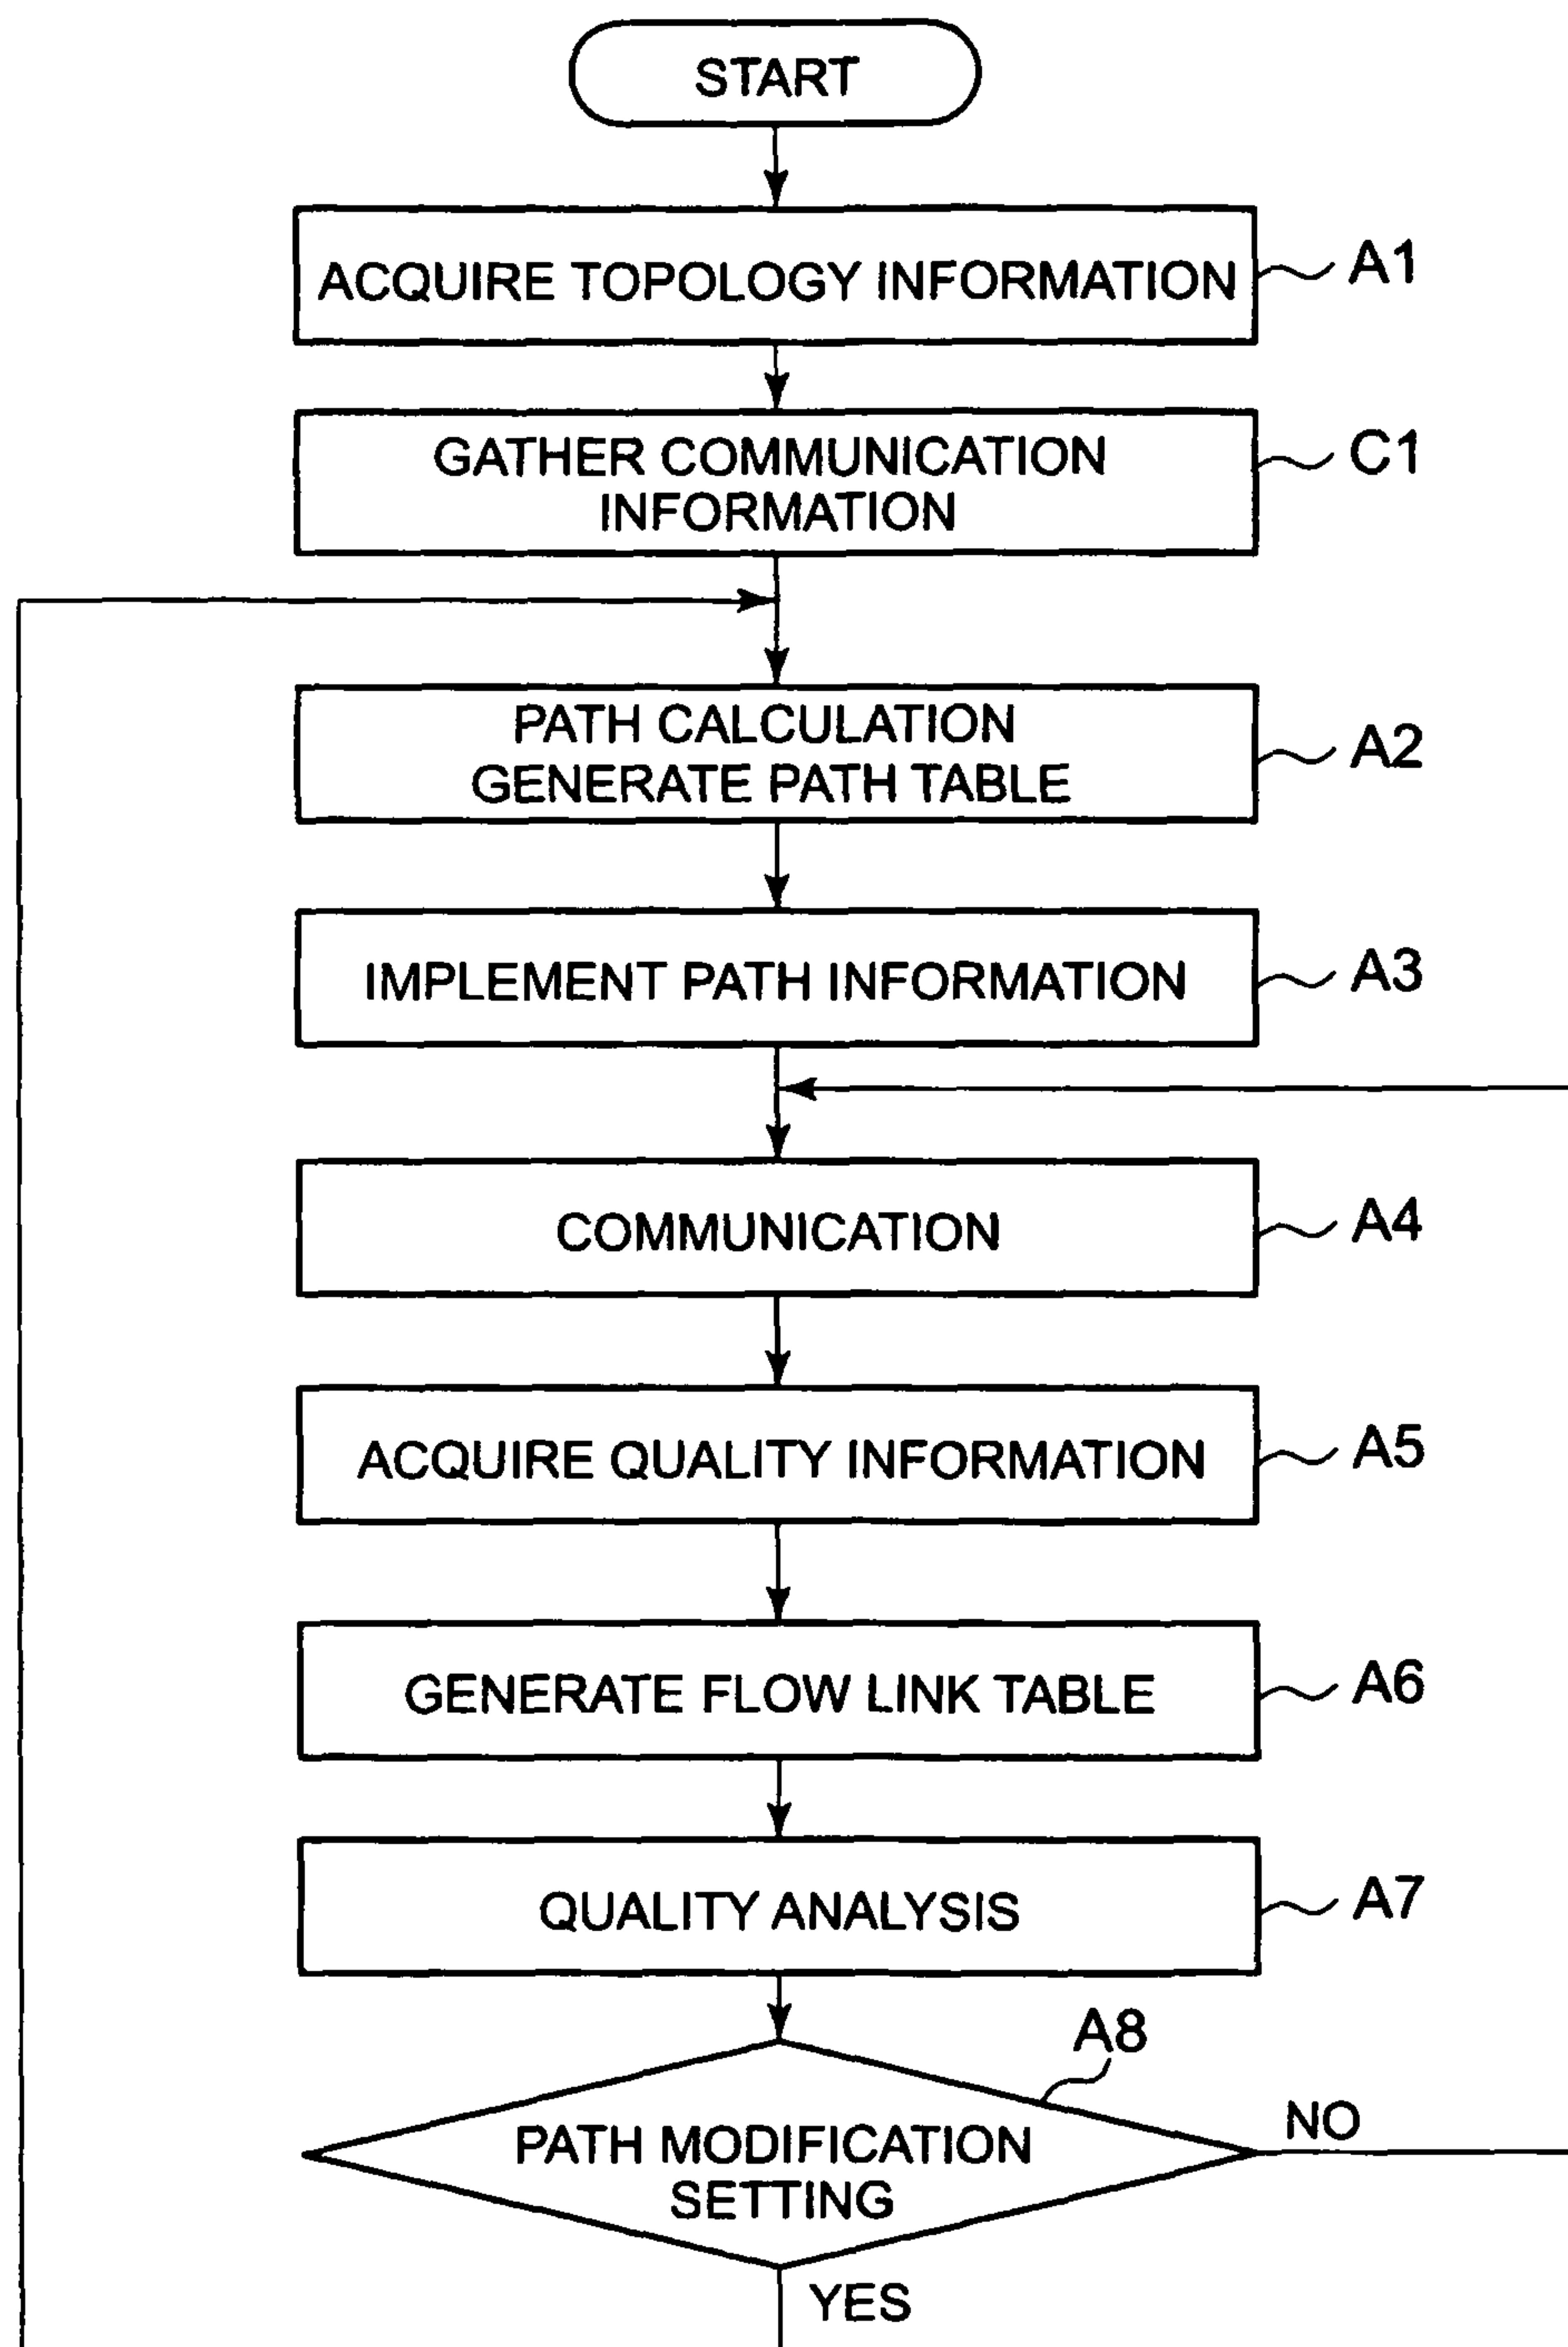 START
ACQUIRE TOPOLOGY INFORMATION
A1
GATHER COMMUNICATION
INFORMATION
C1
PATH CALCULATION
GENERATE PATH TABLE
A2
IMPLEMENT PATH INFORMATION
A3
COMMUNICATION
A4
ACQUIRE QUALITY INFORMATION
A5
GENERATE FLOW LINK TABLE
A6
QUALITY ANALYSIS
A7
A8
PATH MODIFICATION
SETTING
NO
YES